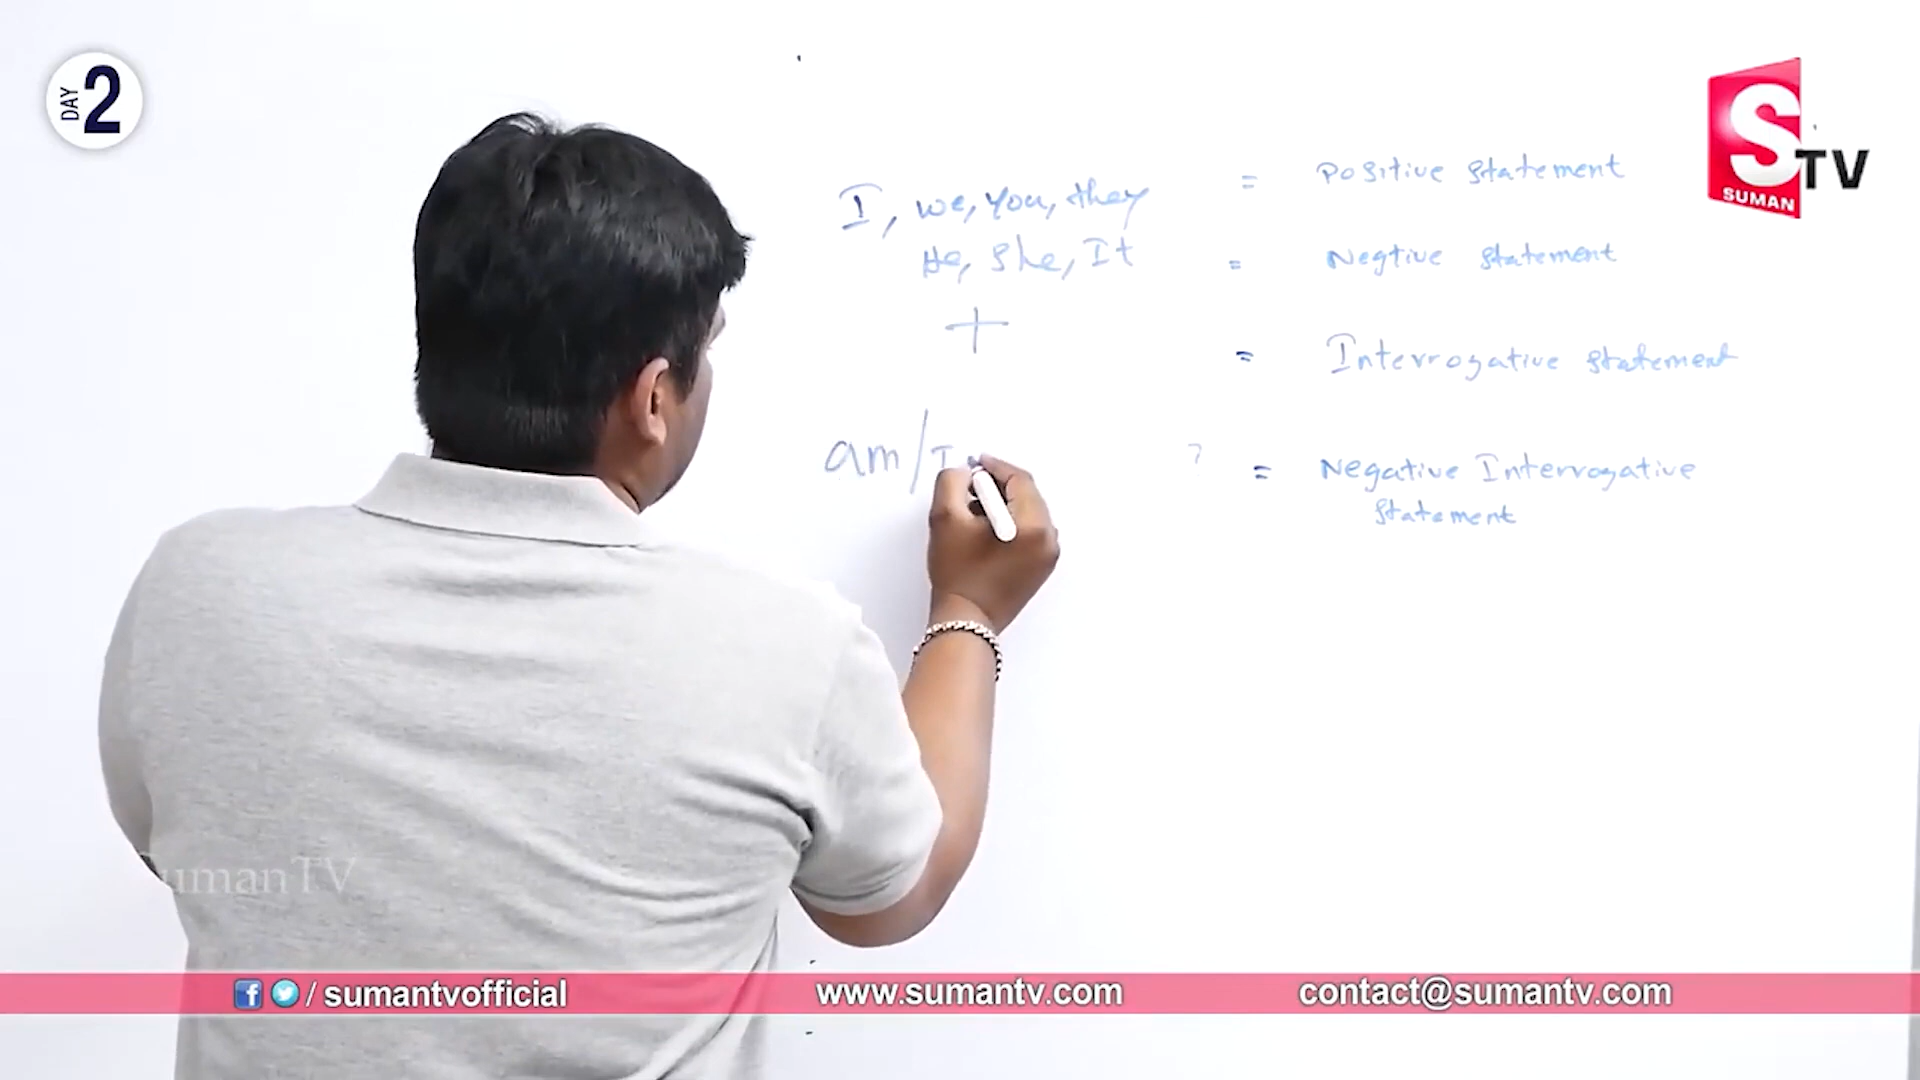 DAY 2
S TV
SUMAN
I, we, you, they
He, She, It
+
am/I
= Positive Statement
= Negtive Statement
= Interrogative Statement
? = Negative Interrogative
Statement
SumanTV
/ sumantvofficial
www.sumantv.com
contact@sumantv.com